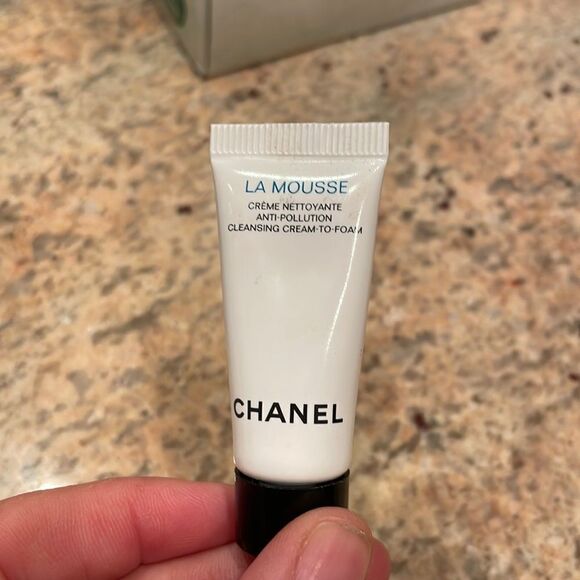 LA MOUSSE
CRÈME NETTOYANTE
ANTI-POLLUTION
CLEANSING CREAM-TO-FOAM
CHANEL